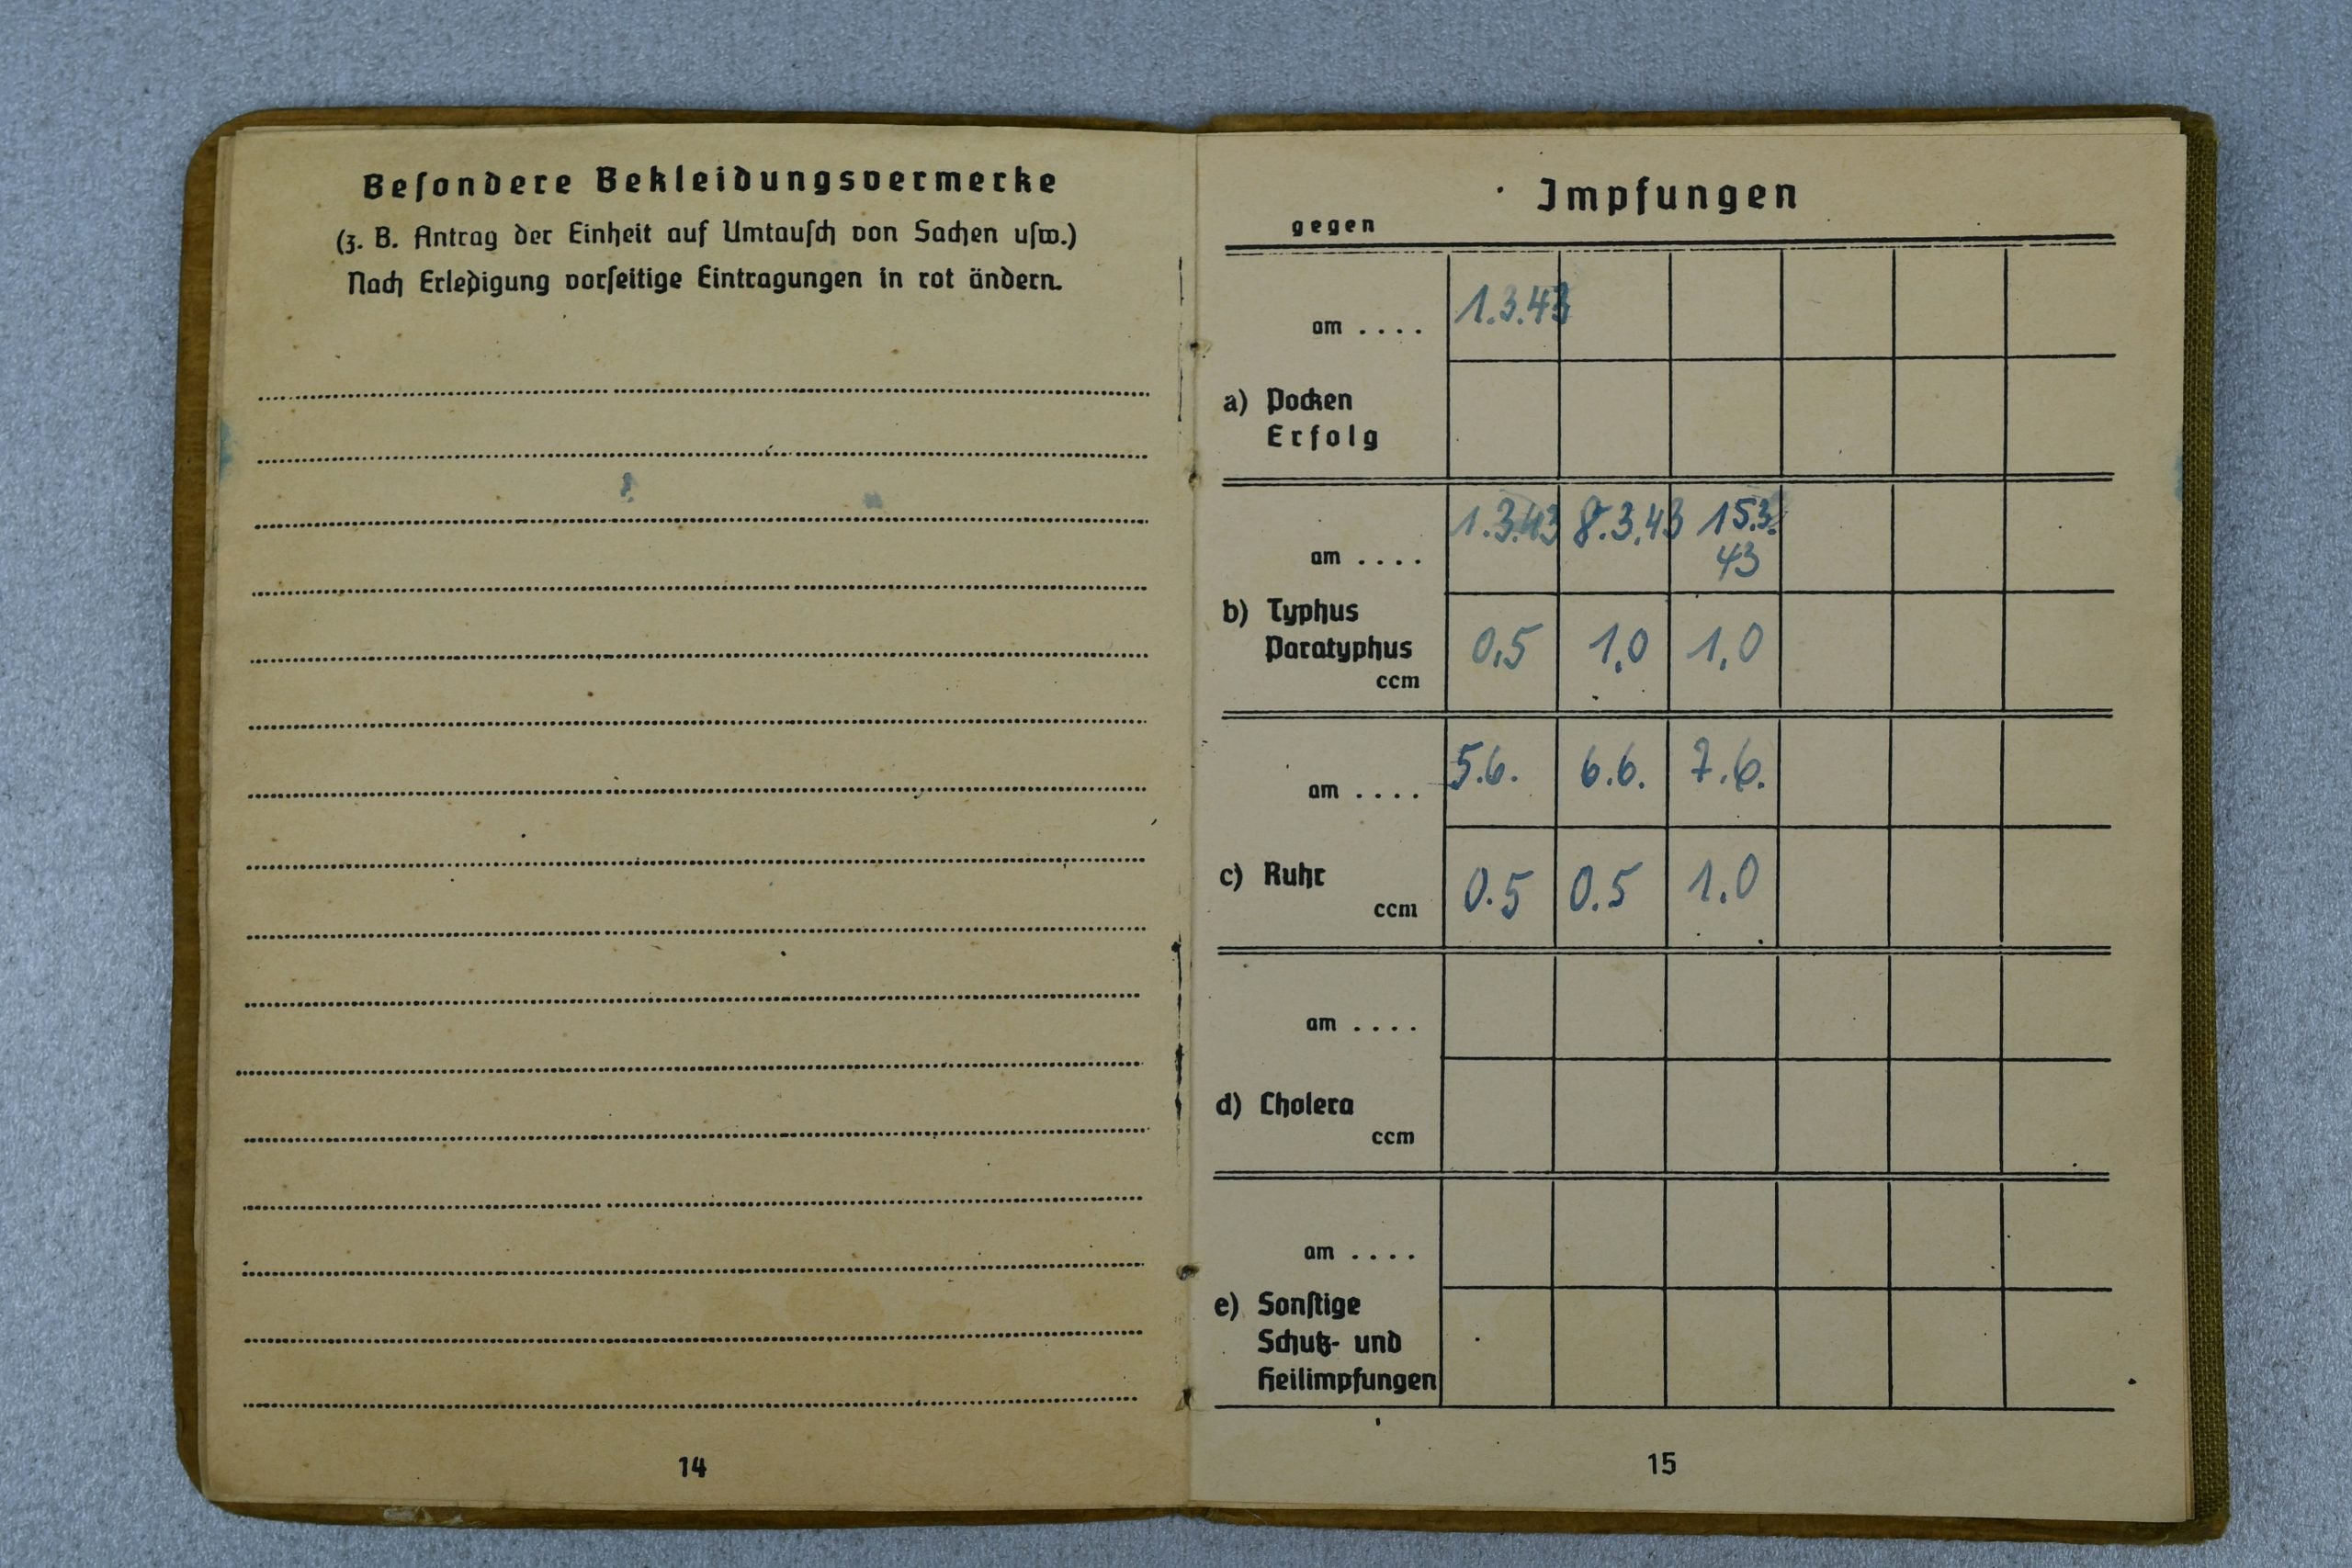 Besondere Bekleidungsvermerke
(z. B. Antrag der Einheit auf Umtausch von Sachen usw.)
Nach Erledigung vorseitige Eintragungen in rot ändern.
14
Impfungen
gegen
am . . . . 1.3.43
a) Pocken
Erfolg
am . . . . 1.3.43 8.3.43 15.3.
43
b) Typhus
Paratyphus 0,5 1,0 1,0
ccm
am . . . . 5.6. 6.6. 7.6.
c) Ruhr 0.5 0.5 1.0
ccm
am . . . .
d) Cholera
ccm
am . . . .
e) Sonstige
Schutz- und
Heilimpfungen
15